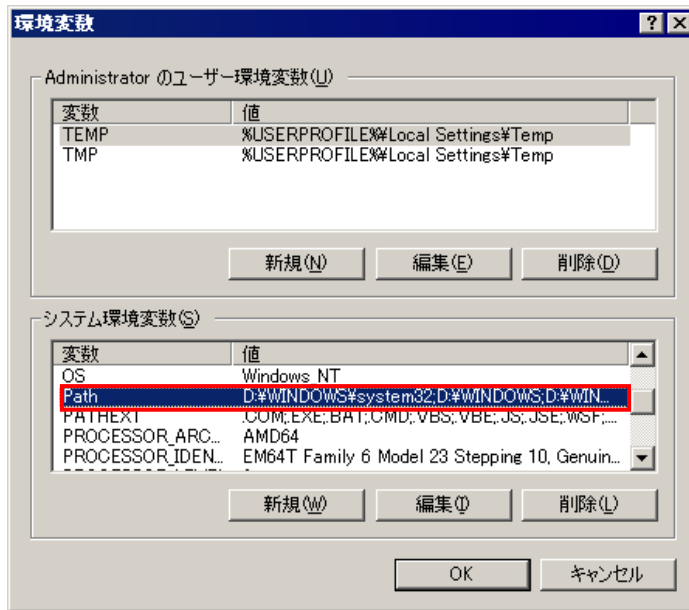 環境変数
Administrator のユーザー環境変数(U)
変数 値
TEMP %USERPROFILE%¥Local Settings¥Temp
TMP %USERPROFILE%¥Local Settings¥Temp
新規(N) 編集(E) 削除(D)
システム環境変数(S)
変数 値
OS Windows NT
Path D:¥WINDOWS¥system32;D:¥WINDOWS;D:¥WIN...
PATHEXT .COM;.EXE;.BAT;.CMD;.VBS;.VBE;.JS;.JSE;.WSF;...
PROCESSOR_ARC... AMD64
PROCESSOR_IDEN... EM64T Family 6 Model 23 Stepping 10, Genuin...
新規(W) 編集(I) 削除(L)
OK キャンセル